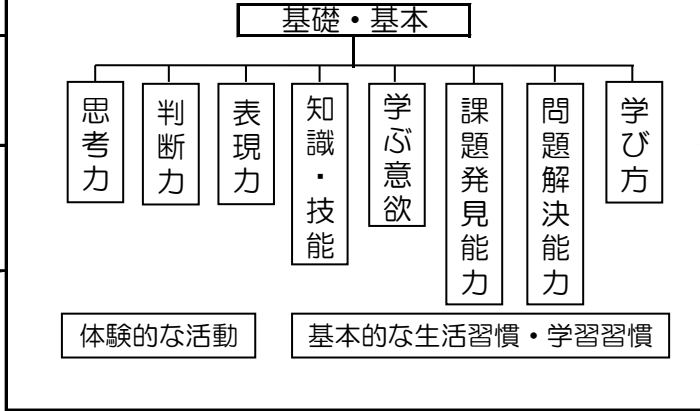 基礎・基本
思考力
判断力
表現力
知識・技能
学ぶ意欲
課題発見能力
問題解決能力
学び方
体験的な活動
基本的な生活習慣・学習習慣